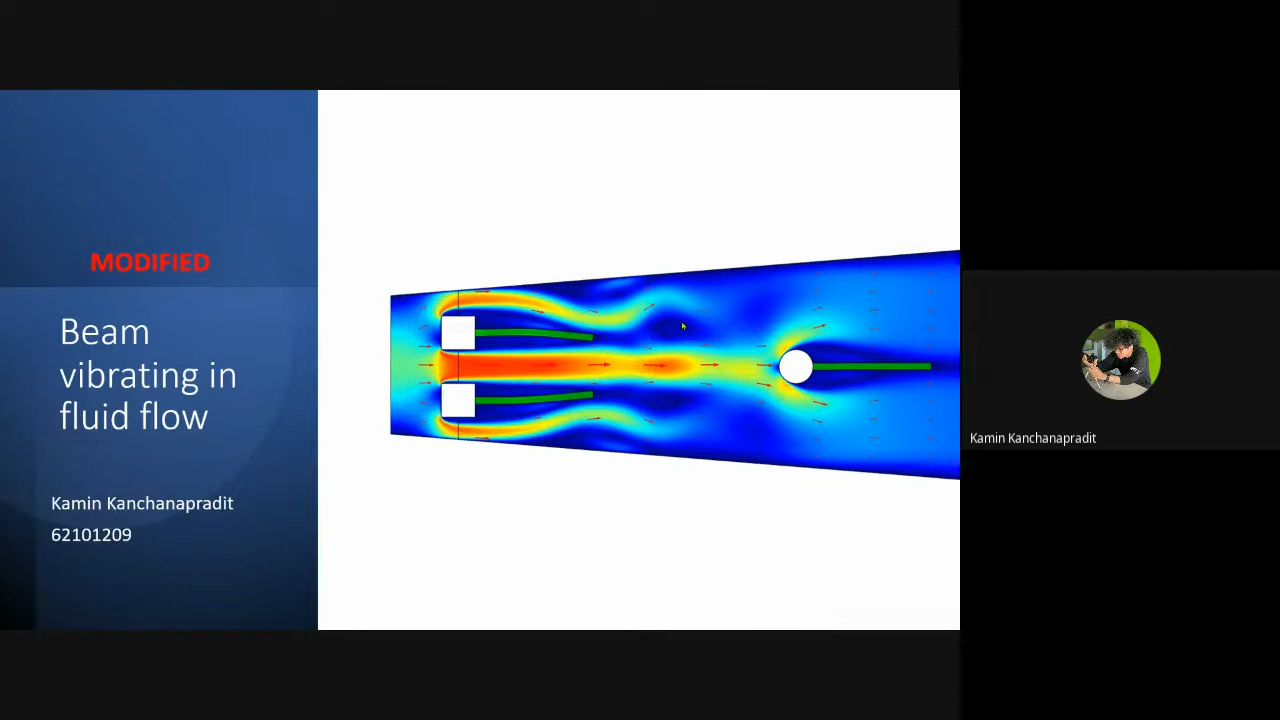 MODIFIED
Beam
vibrating in
fluid flow
Kamin Kanchanapradit
62101209
Kamin Kanchanapradit